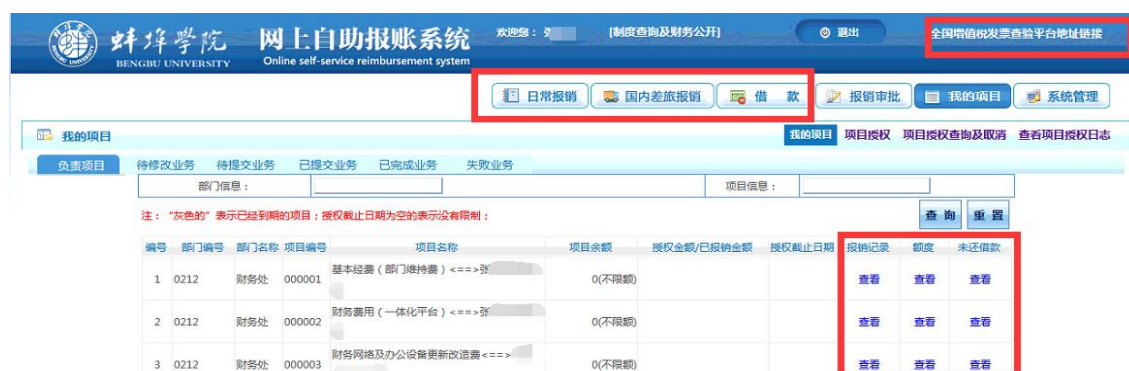 蚌埠学院
BENGBU UNIVERSITY
网上自助报账系统
Online self-service reimbursement system
欢迎您：张
[制度查询及财务公开]
退出
全国增值税发票查验平台地址链接
日常报销 国内差旅报销 借 款 报销审批 我的项目 系统管理
我的项目
我的项目 项目授权 项目授权查询及取消 查看项目授权日志
负责项目 待修改业务 待提交业务 已提交业务 已完成业务 失败业务
部门信息： 项目信息：
注：“灰色的”表示已经到期的项目；授权截止日期为空的表示没有限制；
查 询 重 置
编号 部门编号 部门名称 项目编号 项目名称 项目余额 授权金额/已报销金额 授权截止日期 报销记录 额度 未还借款
1 0212 财务处 000001 基本经费（部门维持费）<==>张 0(不限额) 查看 查看 查看
2 0212 财务处 000002 财务费用（一体化平台）<==>张 0(不限额) 查看 查看 查看
3 0212 财务处 000003 财务网络及办公设备更新改造费<==> 0(不限额) 查看 查看 查看